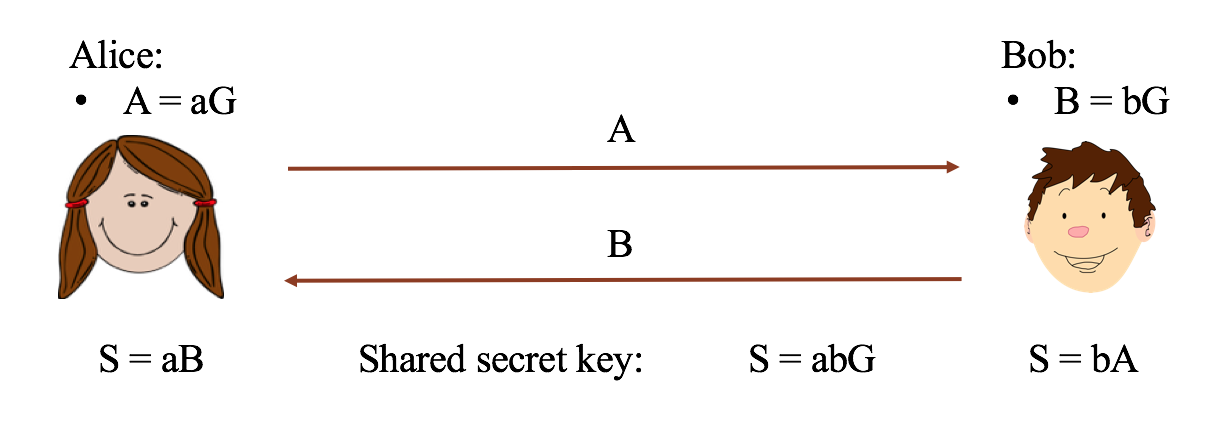 Alice:
• A = aG
Bob:
• B = bG
A
B
S = aB
Shared secret key:
S = abG
S = bA